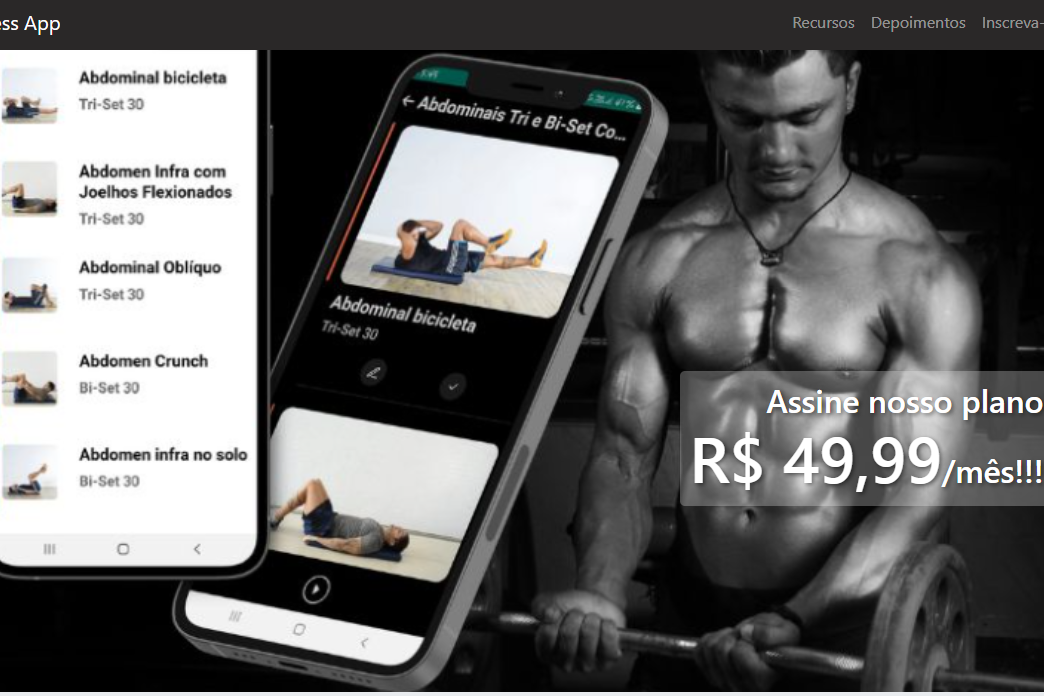 ess App
Recursos Depoimentos Inscreva-
Abdominal bicicleta
Tri-Set 30
Abdomen Infra com
Joelhos Flexionados
Tri-Set 30
Abdominal Oblíquo
Tri-Set 30
Abdomen Crunch
Bi-Set 30
Abdomen infra no solo
Bi-Set 30
5:49
Abdominais Tri e Bi-Set Co...
Abdominal bicicleta
Tri-Set 30
Assine nosso plano
R$ 49,99/mês!!!